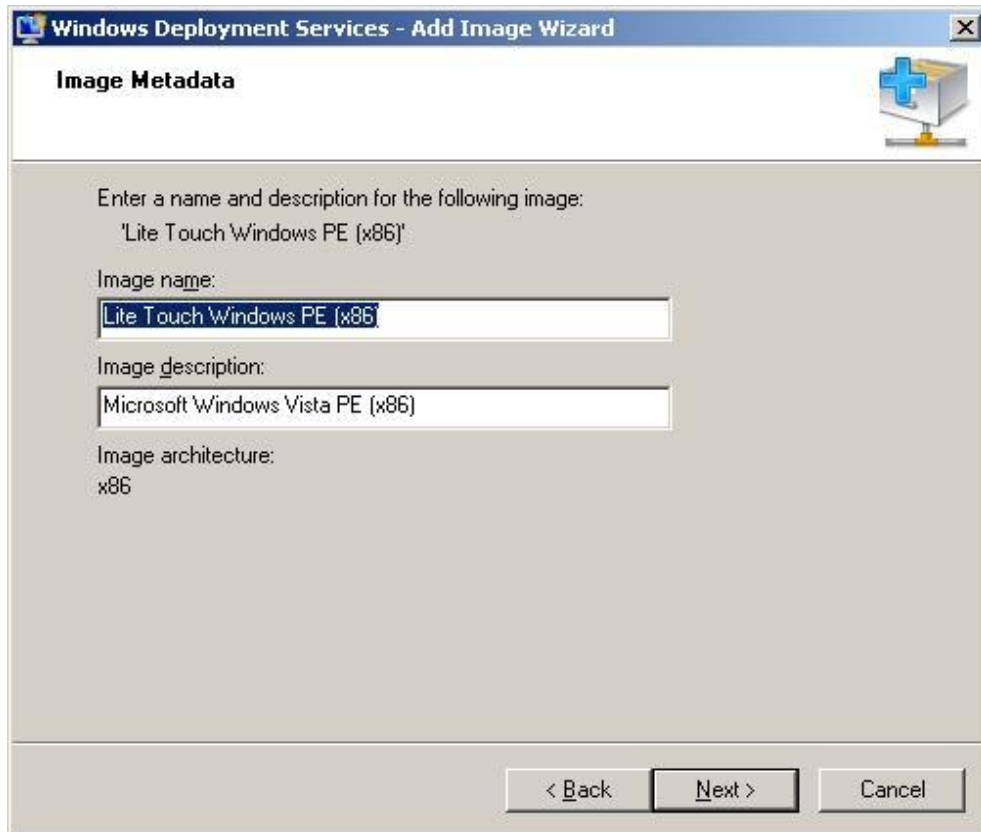 Windows Deployment Services - Add Image Wizard
Image Metadata
Enter a name and description for the following image:
'Lite Touch Windows PE (x86)'
Image name:
Lite Touch Windows PE (x86)
Image description:
Microsoft Windows Vista PE (x86)
Image architecture:
x86
< Back Next > Cancel